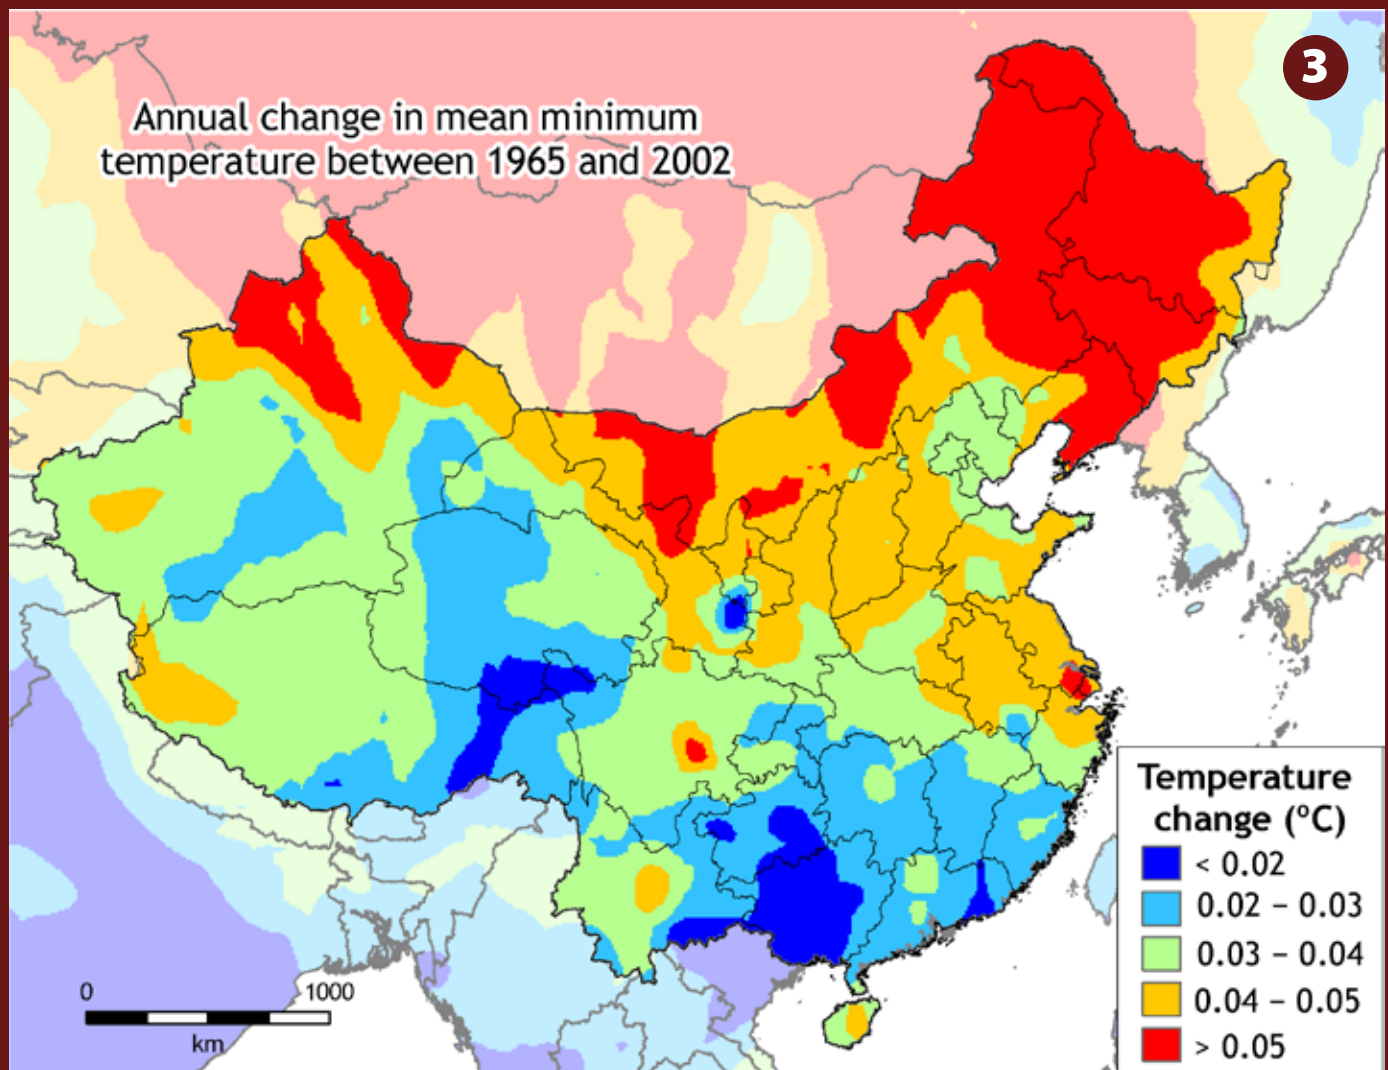 3
Annual change in mean minimum
temperature between 1965 and 2002
Temperature
change (ºC)
< 0.02
0.02 – 0.03
0.03 – 0.04
0.04 – 0.05
> 0.05
0 1000
km